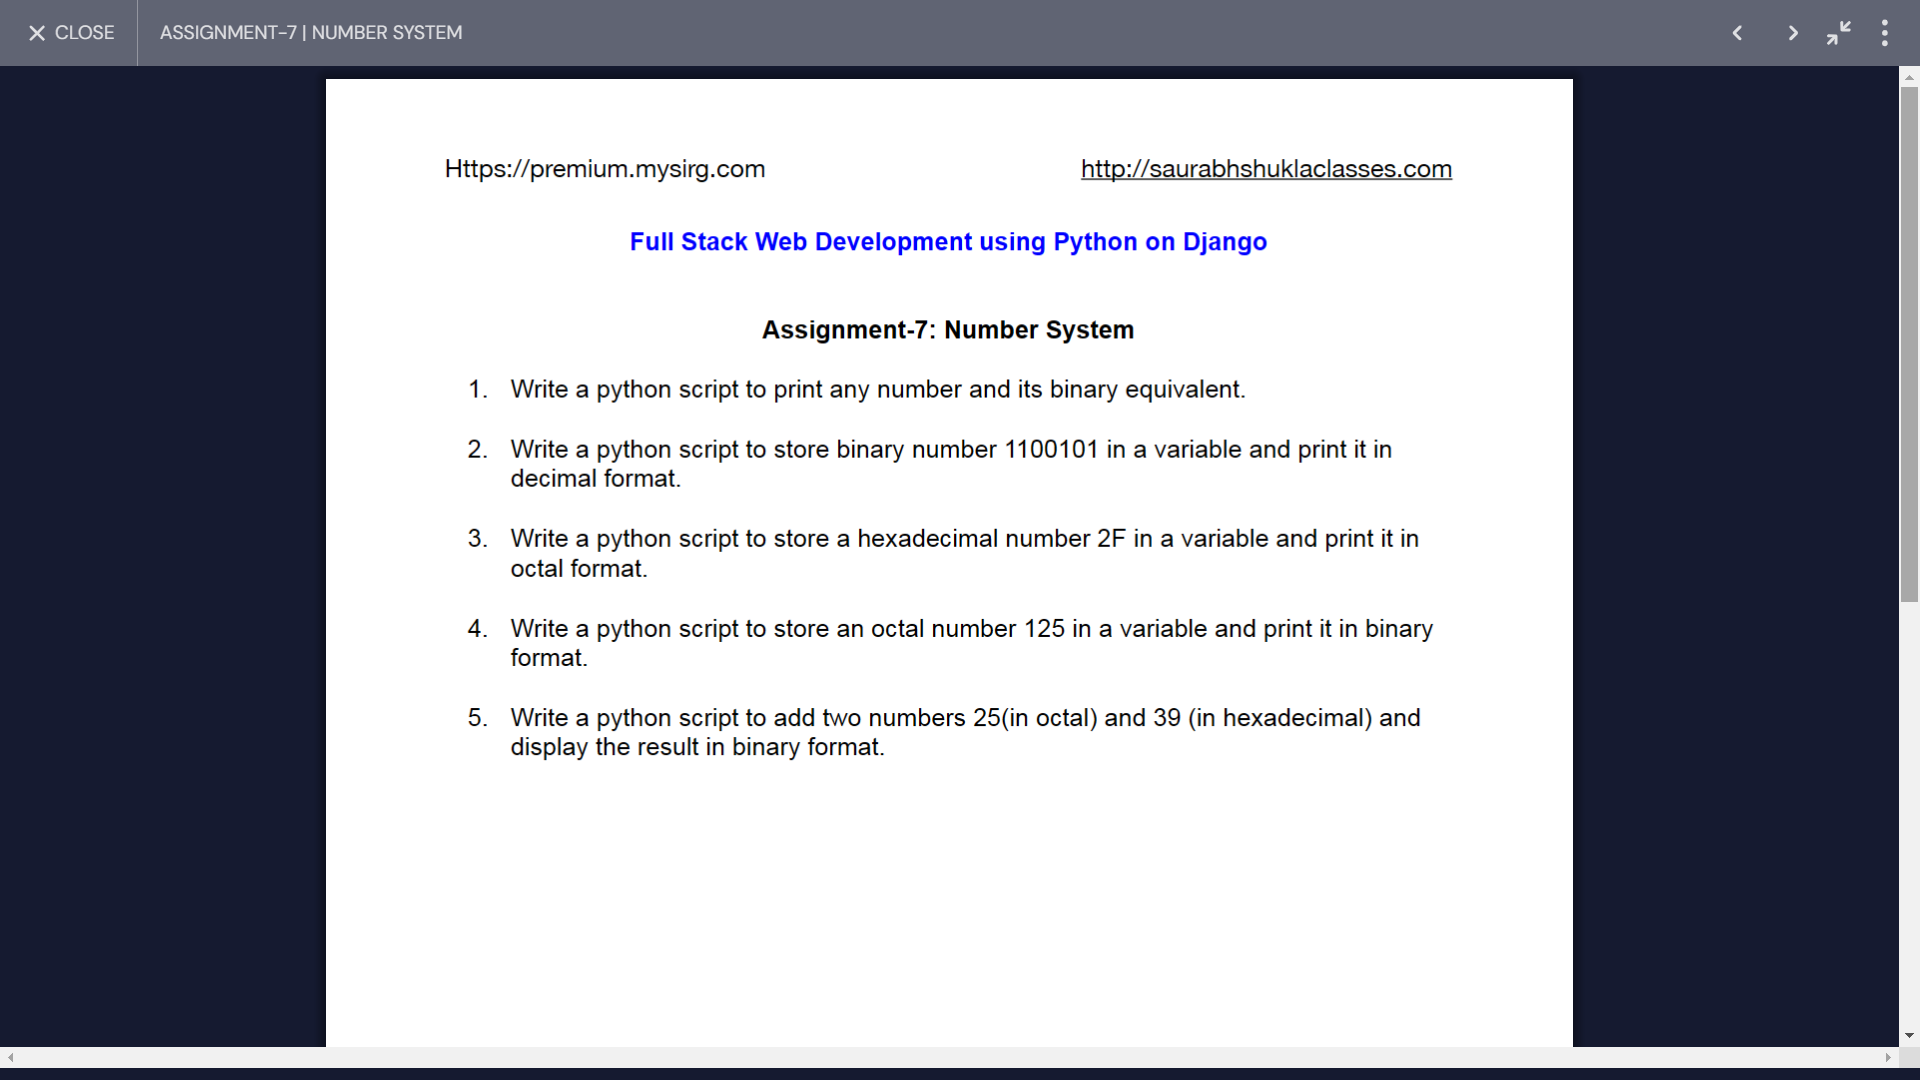 CLOSE
ASSIGNMENT-7 | NUMBER SYSTEM
Https://premium.mysirg.com
http://saurabhshuklaclasses.com
Full Stack Web Development using Python on Django
Assignment-7: Number System
1. Write a python script to print any number and its binary equivalent.
2. Write a python script to store binary number 1100101 in a variable and print it in
decimal format.
3. Write a python script to store a hexadecimal number 2F in a variable and print it in
octal format.
4. Write a python script to store an octal number 125 in a variable and print it in binary
format.
5. Write a python script to add two numbers 25(in octal) and 39 (in hexadecimal) and
display the result in binary format.